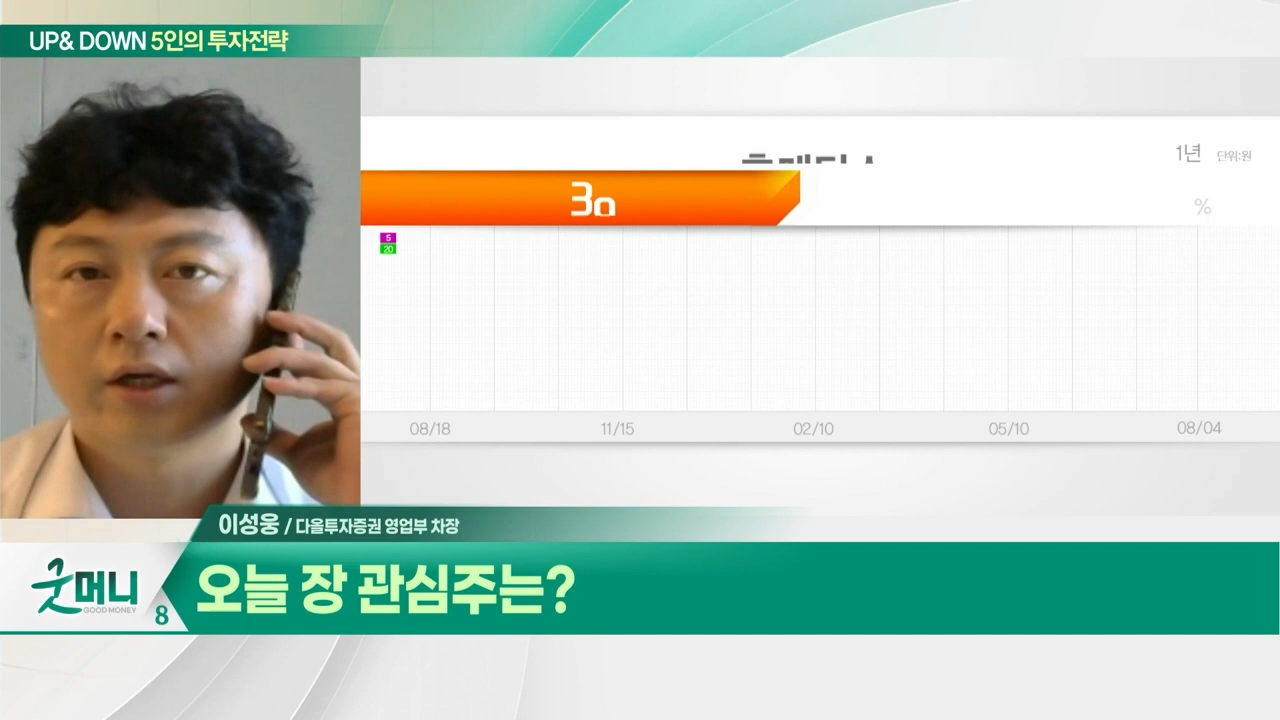 UP& DOWN 5인의 투자전략
1년 단위:원
%
5
20
08/18 11/15 02/10 05/10 08/04
이성웅 / 다올투자증권 영업부 차장
굿머니
GOOD MONEY
8
오늘 장 관심주는?